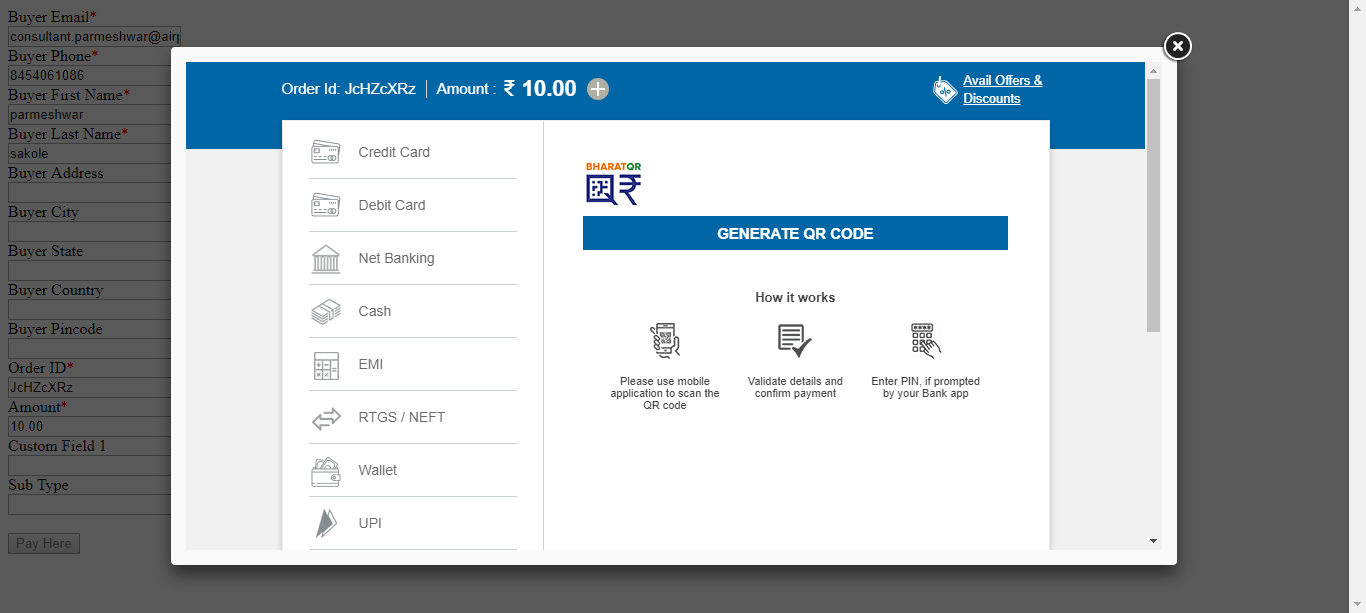 Buyer Email*
consultant.parmeshwar@air
Buyer Phone*
8454061086
Buyer First Name*
parmeshwar
Buyer Last Name*
sakole
Buyer Address
Buyer City
Buyer State
Buyer Country
Buyer Pincode
Order ID*
JcHZcXRz
Amount*
10.00
Custom Field 1
Sub Type
Pay Here
Order Id: JcHZcXRz
Amount : ₹ 10.00
Avail Offers &
Discounts
Credit Card
Debit Card
Net Banking
Cash
EMI
RTGS / NEFT
Wallet
UPI
BHARATQR
GENERATE QR CODE
How it works
Please use mobile
application to scan the
QR code
Validate details and
confirm payment
Enter PIN, if prompted
by your Bank app